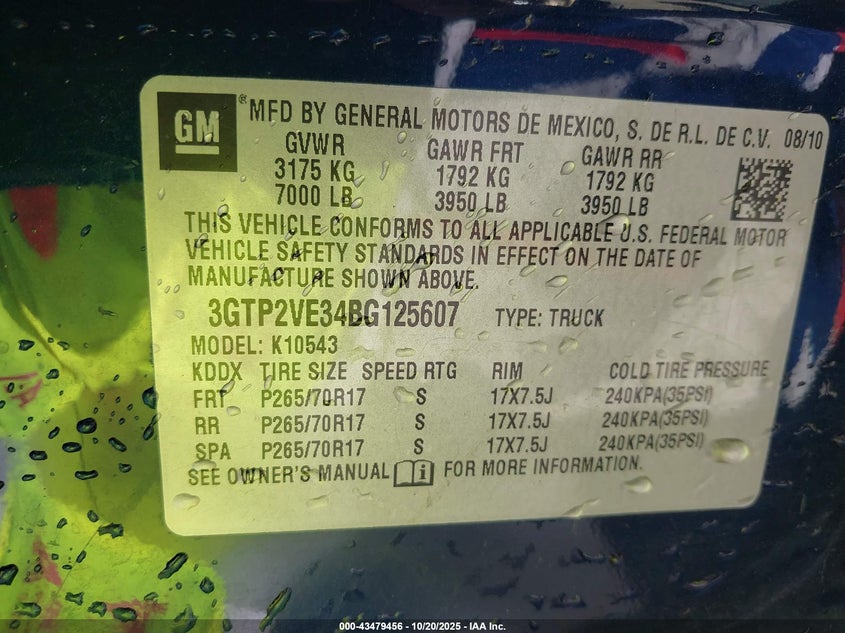 GM ® MFD BY GENERAL MOTORS DE MEXICO, S. DE R.L. DE C.V. 08/10
GVWR GAWR FRT GAWR RR
3175 KG 1792 KG 1792 KG
7000 LB 3950 LB 3950 LB
THIS VEHICLE CONFORMS TO ALL APPLICABLE U.S. FEDERAL MOTOR
VEHICLE SAFETY STANDARDS IN EFFECT ON THE DATE OF
MANUFACTURE SHOWN ABOVE.
3GTP2VE34BG125607 TYPE: TRUCK
MODEL: K10543
KDDX TIRE SIZE SPEED RTG RIM COLD TIRE PRESSURE
FRT P265/70R17 S 17X7.5J 240KPA(35PSI)
RR P265/70R17 S 17X7.5J 240KPA(35PSI)
SPA P265/70R17 S 17X7.5J 240KPA(35PSI)
SEE OWNER'S MANUAL FOR MORE INFORMATION.
000-43479456 - 10/20/2025 - IAA Inc.